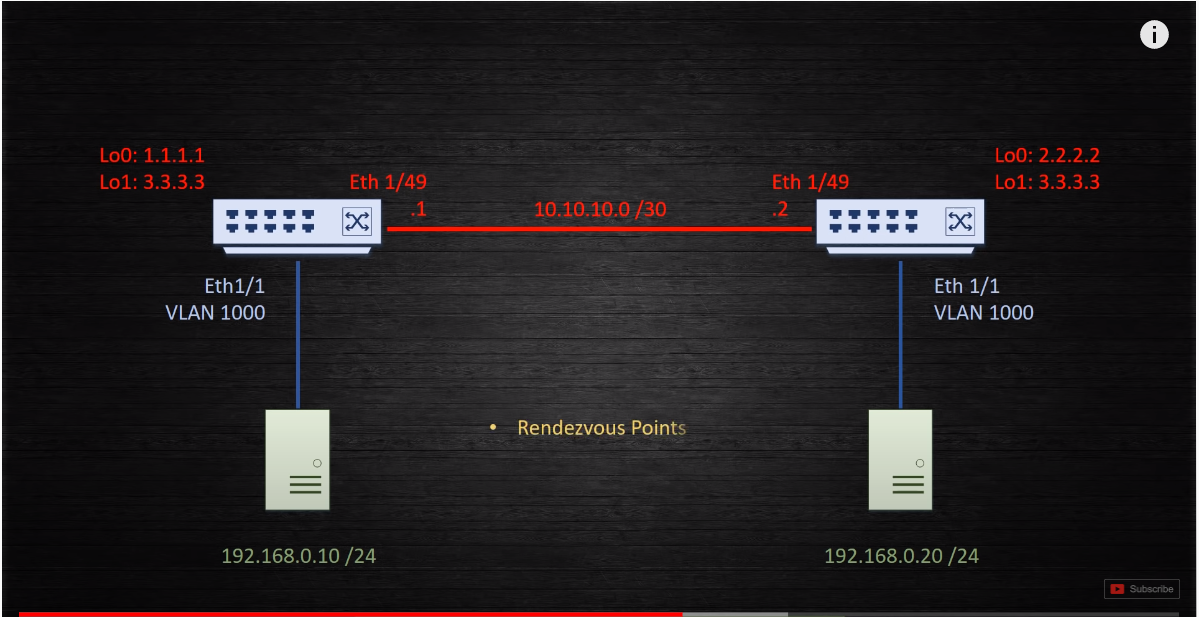 Lo0: 1.1.1.1
Lo1: 3.3.3.3
Eth 1/49
.1
10.10.10.0 /30
Eth 1/49
.2
Lo0: 2.2.2.2
Lo1: 3.3.3.3
Eth1/1
VLAN 1000
Eth 1/1
VLAN 1000
• Rendezvous Points
192.168.0.10 /24
192.168.0.20 /24
Subscribe